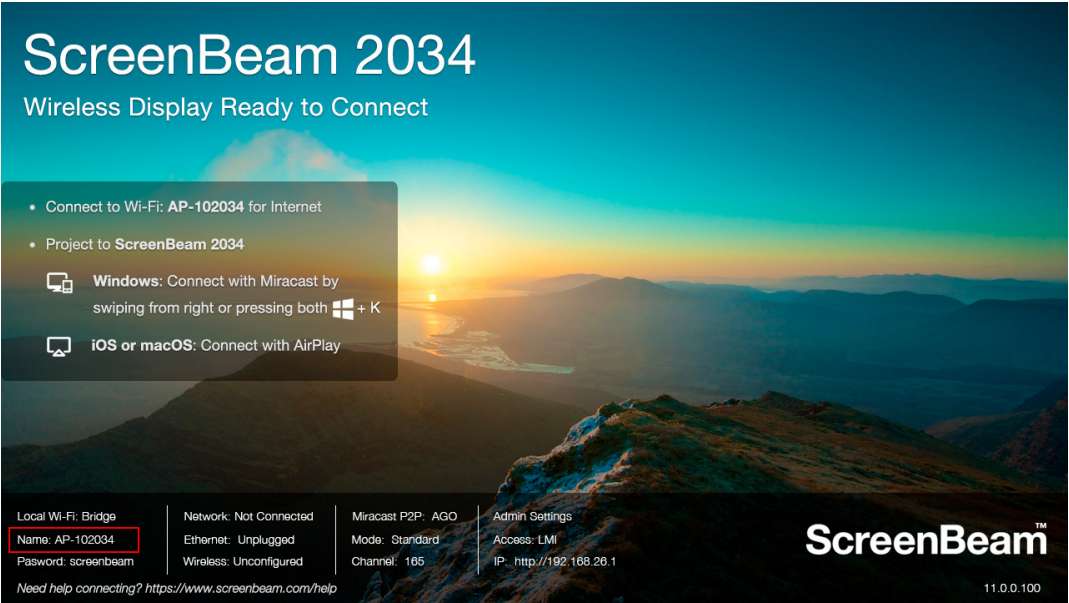 ScreenBeam 2034
Wireless Display Ready to Connect
• Connect to Wi-Fi: AP-102034 for Internet
• Project to ScreenBeam 2034
Windows: Connect with Miracast by
swiping from right or pressing both + K
iOS or macOS: Connect with AirPlay
Local Wi-Fi: Bridge
Name: AP-102034
Pasword: screenbeam
Network: Not Connected
Ethernet: Unplugged
Wireless: Unconfigured
Miracast P2P: AGO
Mode: Standard
Channel: 165
Admin Settings
Access: LMI
IP: http://192.168.26.1
ScreenBeam™
Need help connecting? https://www.screenbeam.com/help
11.0.0.100